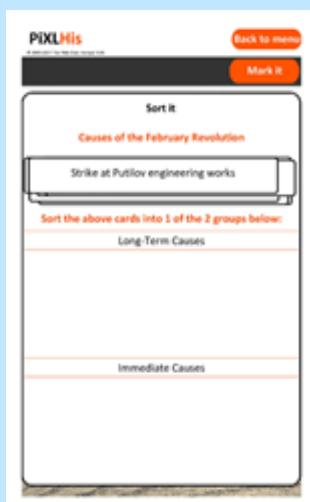 PiXLHis
Back to menu
Mark it
Sort it
Causes of the February Revolution
Strike at Putilov engineering works
Sort the above cards into 1 of the 2 groups below:
Long-Term Causes
Immediate Causes